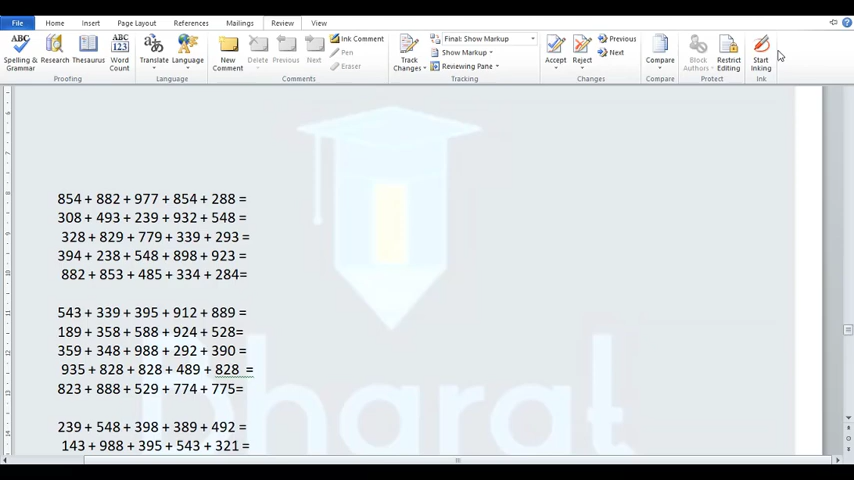 File Home Insert Page Layout References Mailings Review View
Spelling & Grammar Research Thesaurus ABC 123 Word Count Translate Language New Comment Delete Previous Next Ink Comment Pen Eraser Track Changes Final: Show Markup Show Markup Reviewing Pane Accept Reject Previous Next Compare Block Authors Restrict Editing Start Inking
Proofing Language Comments Tracking Changes Compare Protect Ink
854 + 882 + 977 + 854 + 288 =
308 + 493 + 239 + 932 + 548 =
328 + 829 + 779 + 339 + 293 =
394 + 238 + 548 + 898 + 923 =
882 + 853 + 485 + 334 + 284=
543 + 339 + 395 + 912 + 889 =
189 + 358 + 588 + 924 + 528=
359 + 348 + 988 + 292 + 390 =
935 + 828 + 828 + 489 + 828 =
823 + 888 + 529 + 774 + 775=
239 + 548 + 398 + 389 + 492 =
143 + 988 + 395 + 543 + 321 =
Dharat